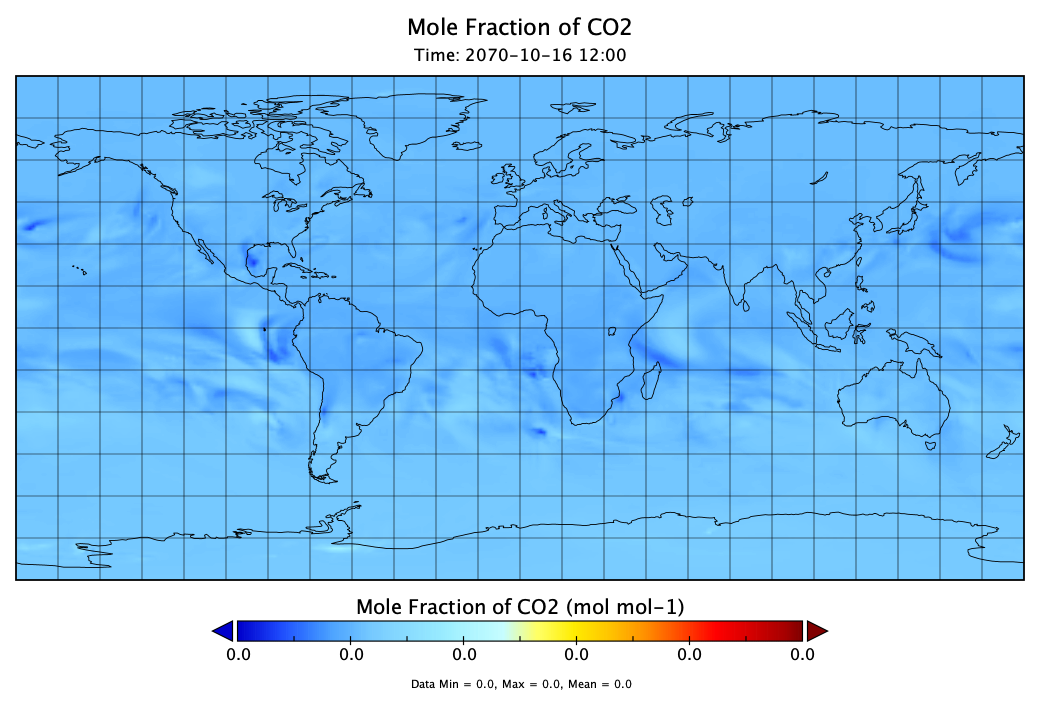 Mole Fraction of CO2
Time: 2070-10-16 12:00
Mole Fraction of CO2 (mol mol-1)
0.0 0.0 0.0 0.0 0.0 0.0
Data Min = 0.0, Max = 0.0, Mean = 0.0